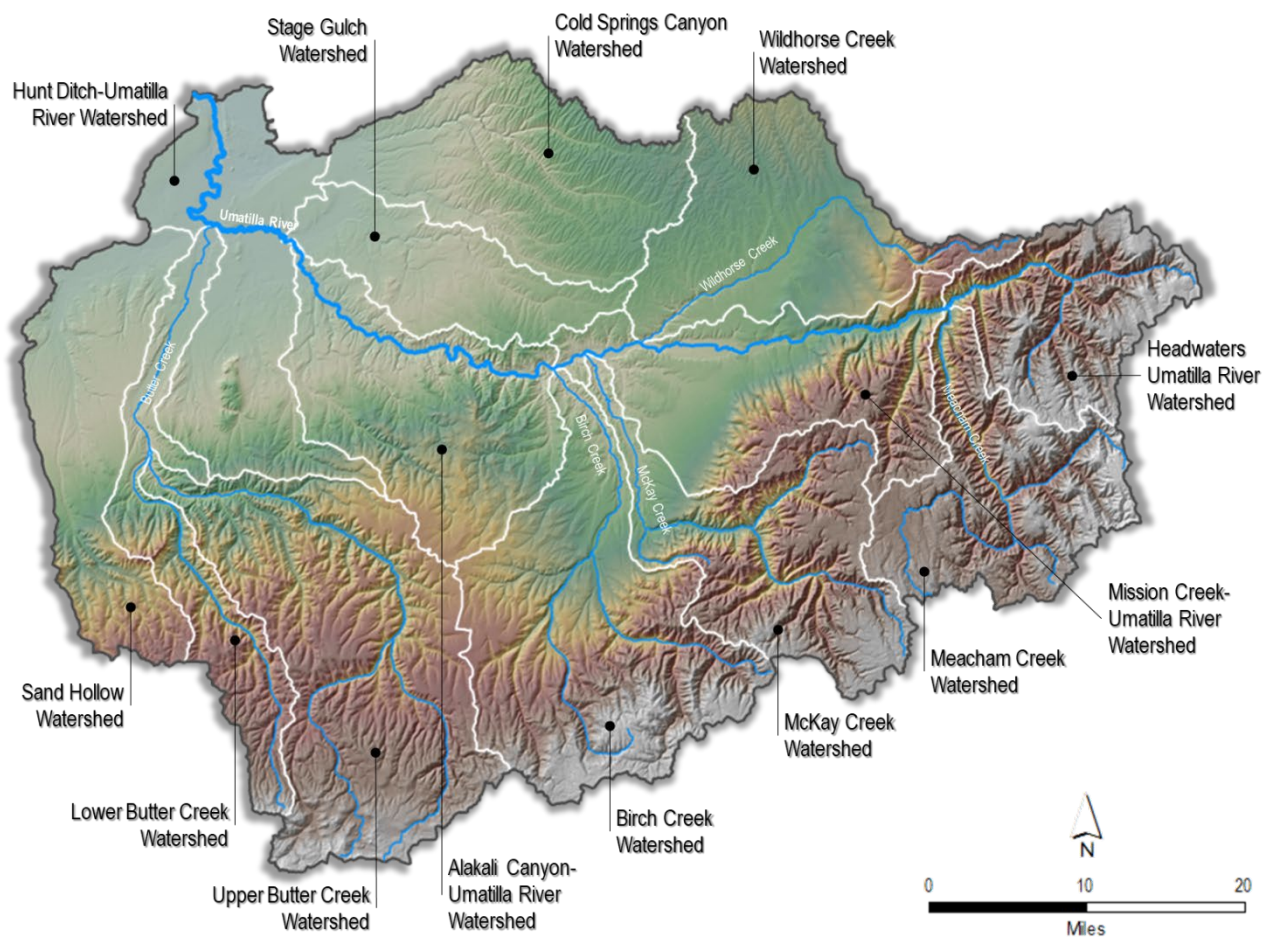 Stage Gulch
Watershed
Cold Springs Canyon
Watershed
Wildhorse Creek
Watershed
Hunt Ditch-Umatilla
River Watershed
Umatilla River
Wildhorse Creek
Butter Creek
Birch Creek
McKay Creek
Meacham Creek
Headwaters
Umatilla River
Watershed
Mission Creek-
Umatilla River
Watershed
Meacham Creek
Watershed
McKay Creek
Watershed
Sand Hollow
Watershed
Lower Butter Creek
Watershed
Birch Creek
Watershed
Upper Butter Creek
Watershed
Alakali Canyon-
Umatilla River
Watershed
N
0 10 20
Miles